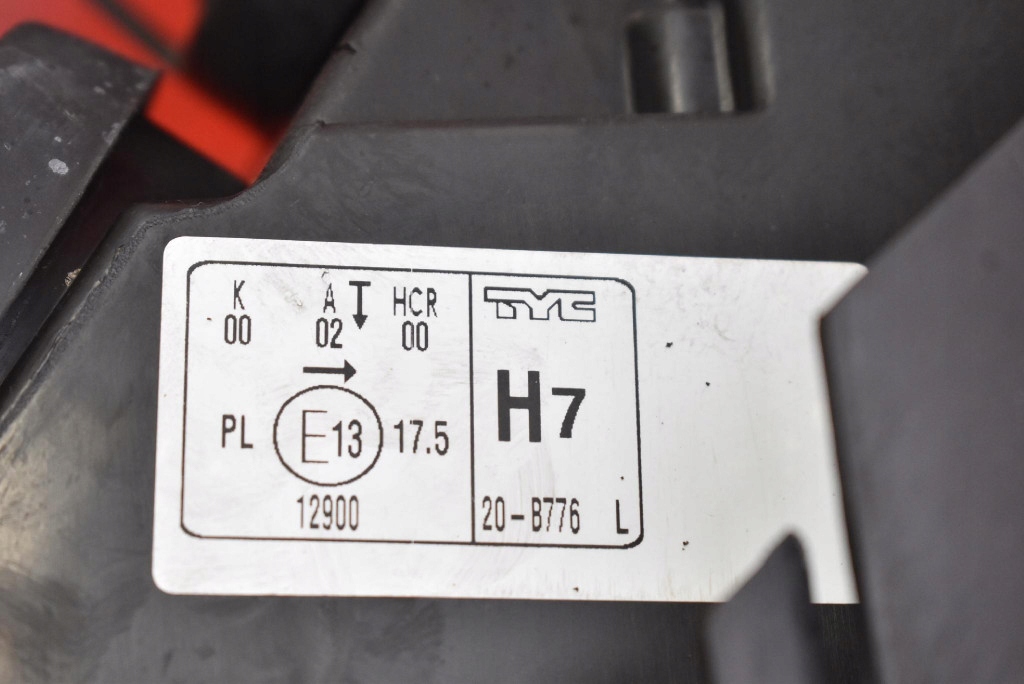 K A HCR
00 02 00
PL E13 17.5
12900
TYC
H7
20-B776 L